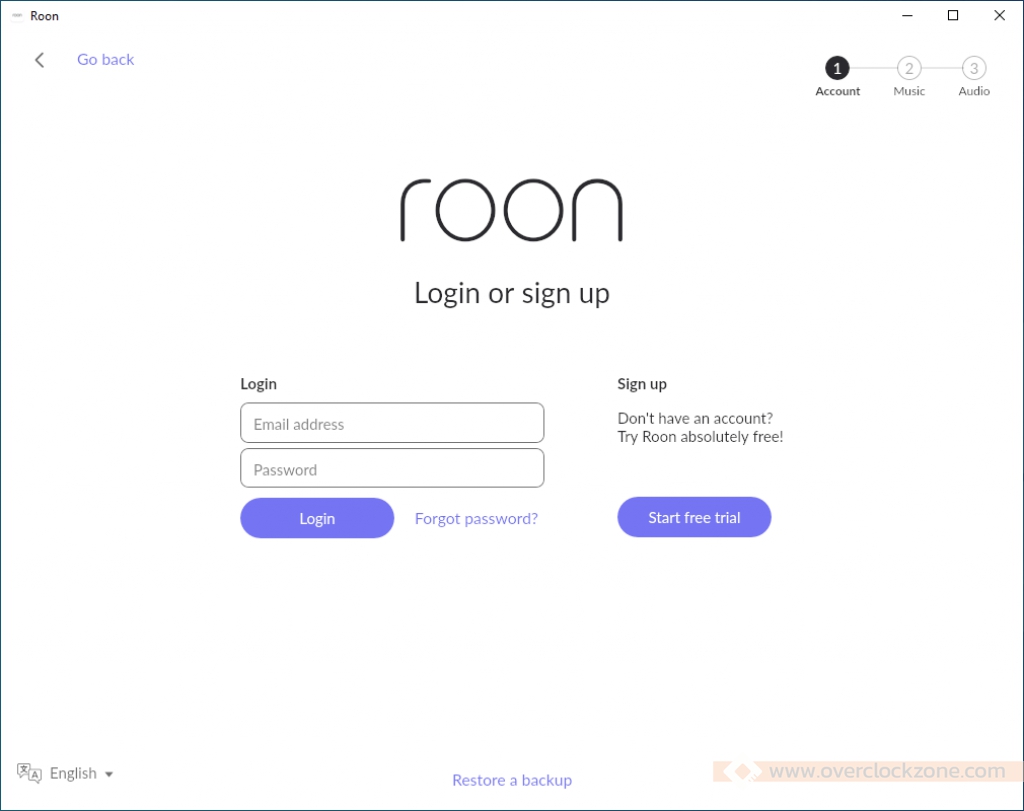 Roon
Go back
1 2 3
Account Music Audio
roon
Login or sign up
Login
Email address
Password
Login Forgot password?
Sign up
Don't have an account?
Try Roon absolutely free!
Start free trial
文A English
Restore a backup
www.overclockzone.com